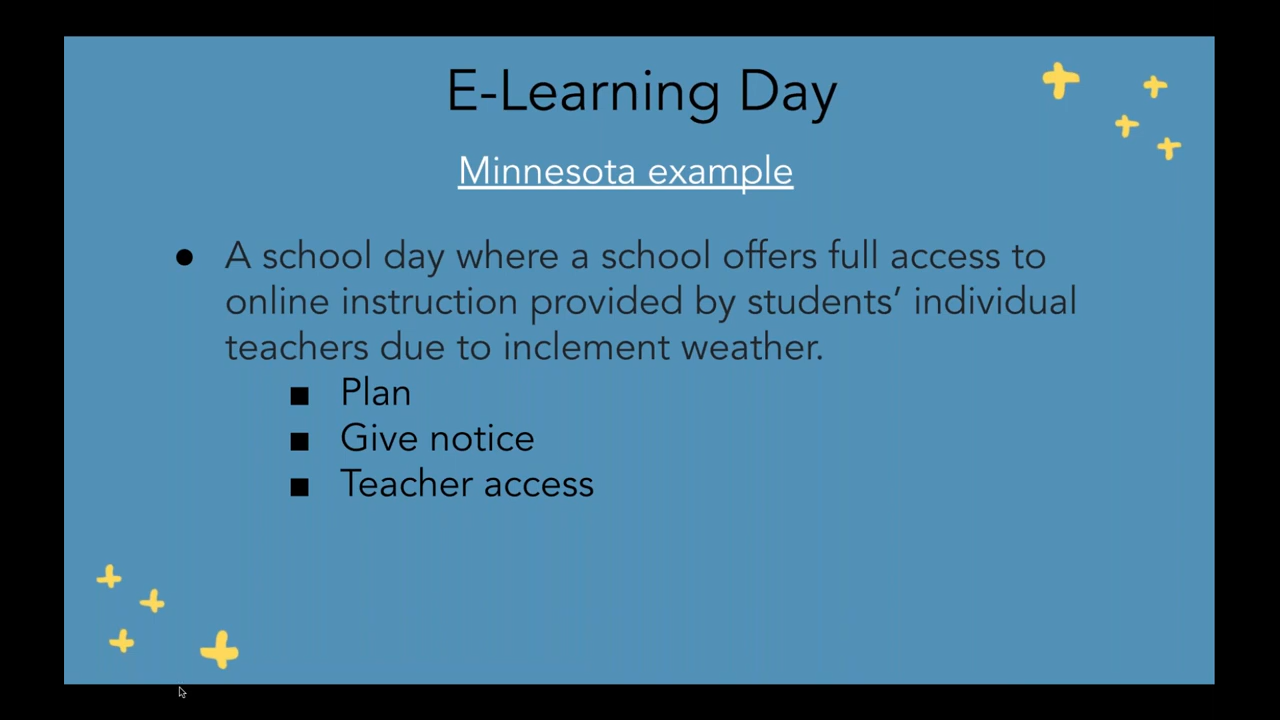 E-Learning Day
Minnesota example
● A school day where a school offers full access to
online instruction provided by students’ individual
teachers due to inclement weather.
■ Plan
■ Give notice
■ Teacher access